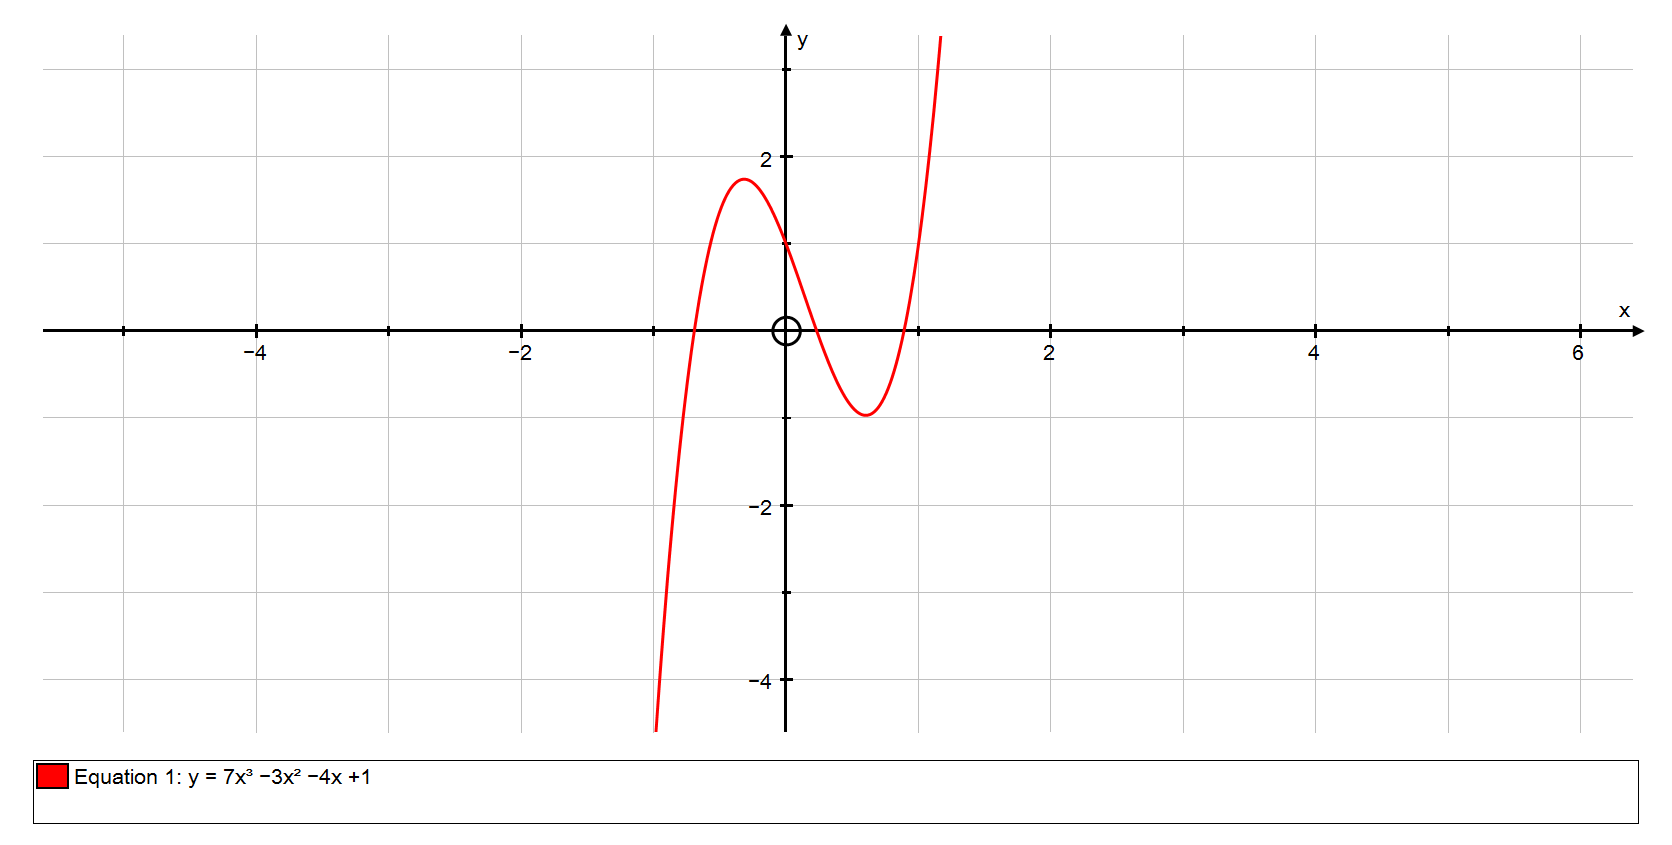 y
2
x
−4 −2 2 4 6
−2
−4
Equation 1: y = 7x³ −3x² −4x +1